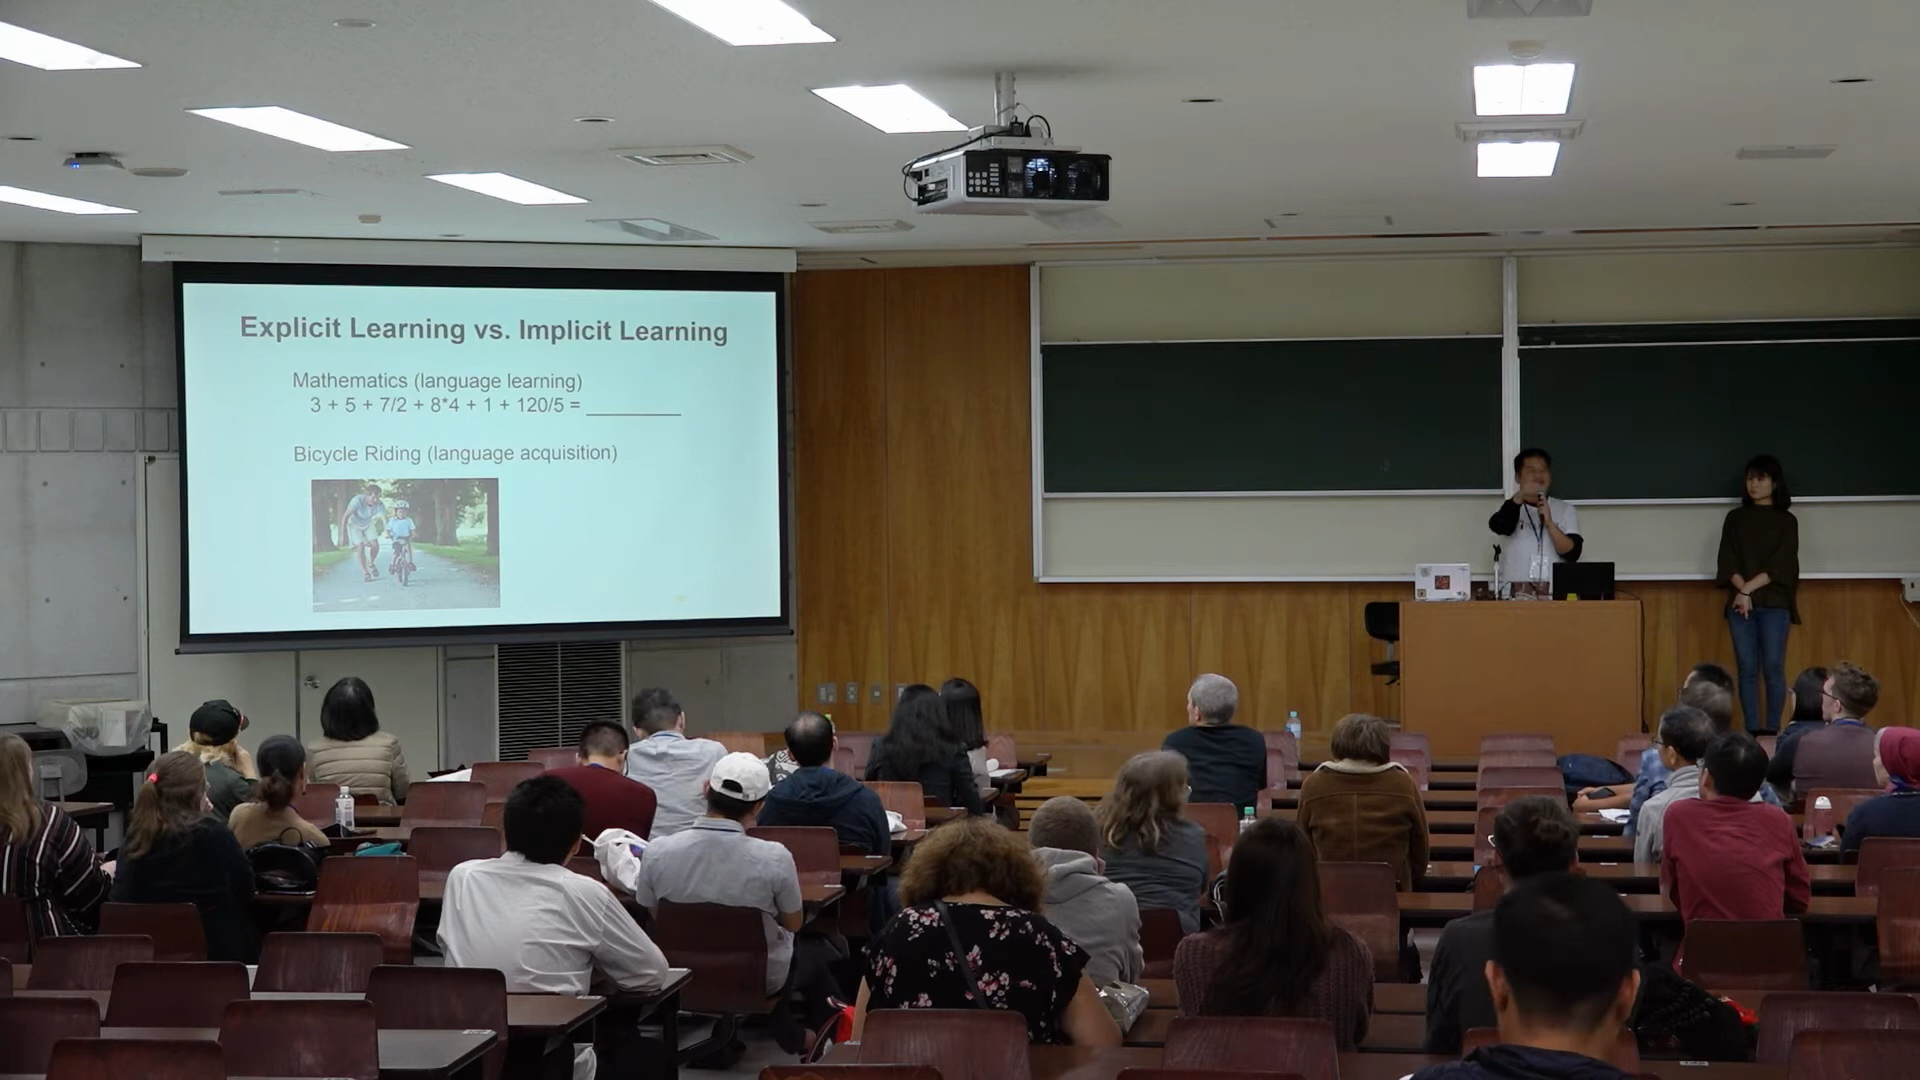 Explicit Learning vs. Implicit Learning
Mathematics (language learning)
3 + 5 + 7/2 + 8*4 + 1 + 120/5 = _________
Bicycle Riding (language acquisition)